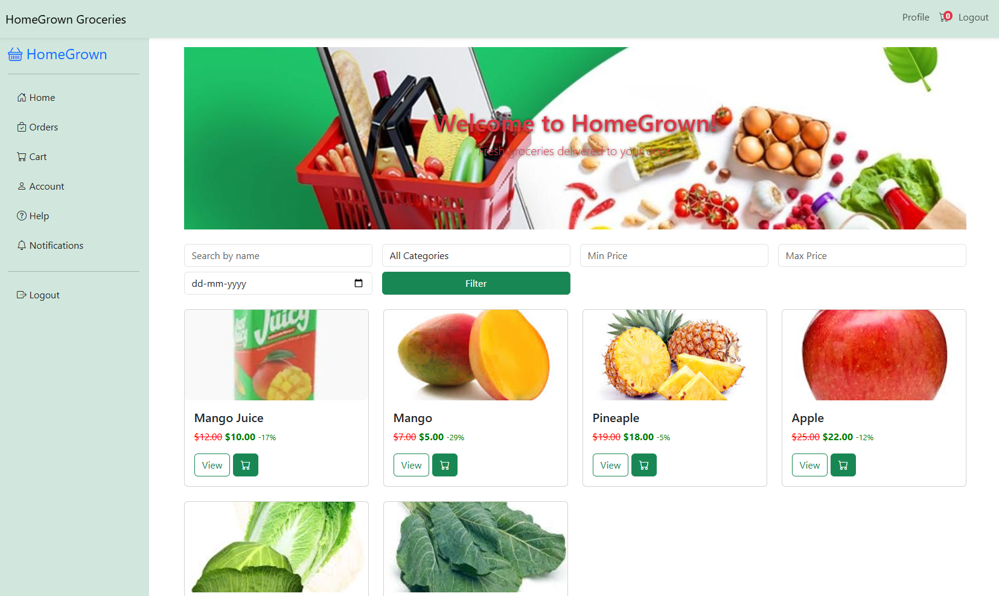 HomeGrown Groceries
Profile 0 Logout
HomeGrown
Home
Orders
Cart
Account
Help
Notifications
Logout
Welcome to HomeGrown!
Fresh groceries delivered to your door
Search by name
All Categories
Min Price
Max Price
dd-mm-yyyy
Filter
Just Juicy
Juicy
Mango Juice
$12.00 $10.00 -17%
View
Mango
$7.00 $5.00 -29%
View
Pineapple
$19.00 $18.00 -5%
View
Apple
$25.00 $22.00 -12%
View